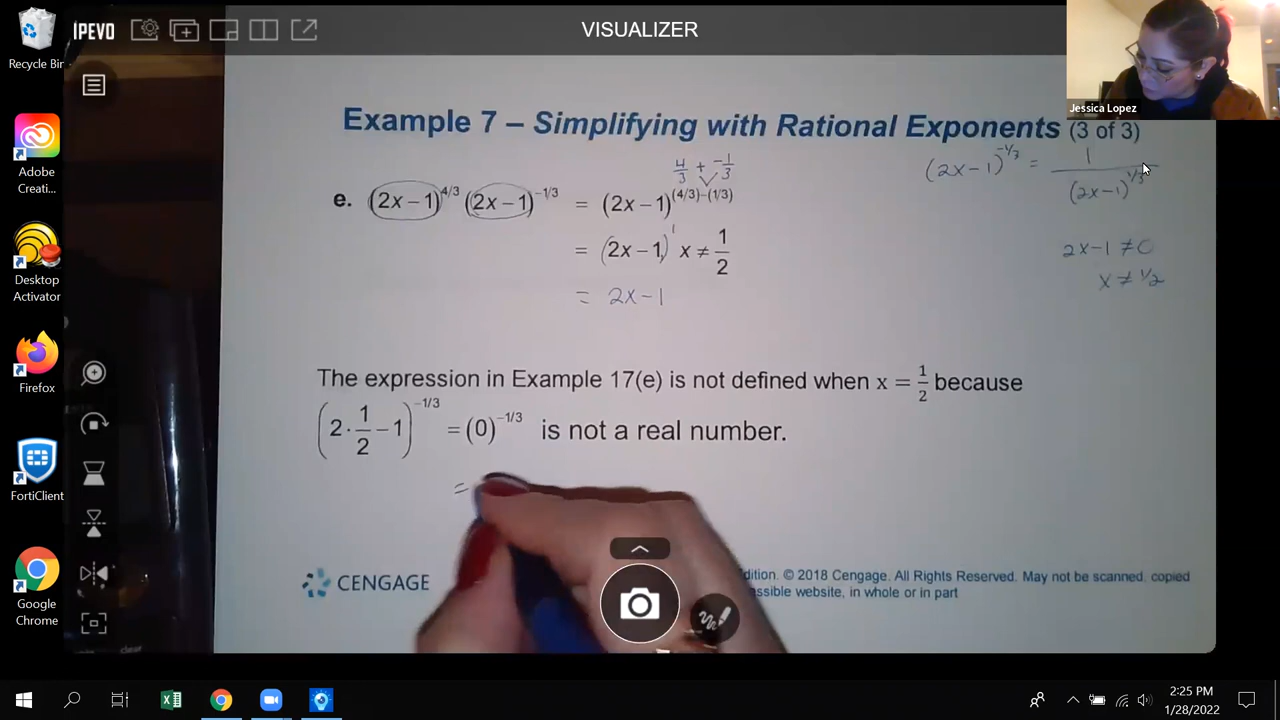 IPEVO
VISUALIZER
Recycle Bin
Adobe
Creati...
Desktop
Activator
Firefox
FortiClient
Google
Chrome
Jessica Lopez
Example 7 – Simplifying with Rational Exponents (3 of 3)
4/3 + -1/3
(2x-1)^-1/3 = 1/(2x-1)^1/3
e. (2x – 1)^4/3 (2x – 1)^-1/3 = (2x – 1)^(4/3)-(1/3)
2x-1 ≠ 0
= (2x – 1)^1, x ≠ 1/2
x ≠ 1/2
= 2x-1
The expression in Example 17(e) is not defined when x = 1/2 because
(2 · 1/2 – 1)^-1/3 = (0)^-1/3 is not a real number.
=
CENGAGE
dition. © 2018 Cengage. All Rights Reserved. May not be scanned, copied
ssible website, in whole or in part
2:25 PM
1/28/2022